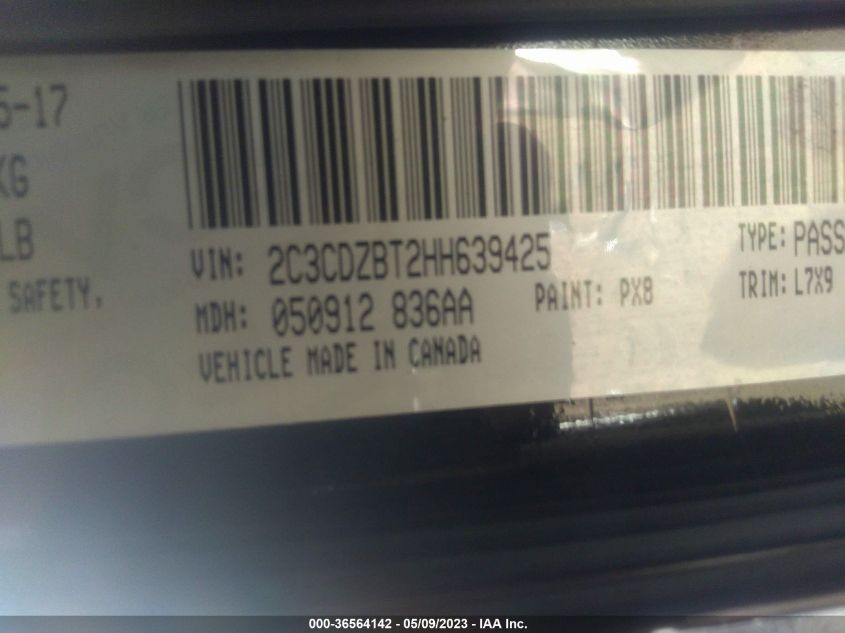 5-17
KG
LB
SAFETY.
VIN: 2C3CDZBT2HH639425
TYPE: PASS
MDH: 050912 836AA
PAINT: PX8
TRIM: L7X9
VEHICLE MADE IN CANADA
000-36564142 - 05/09/2023 - IAA Inc.